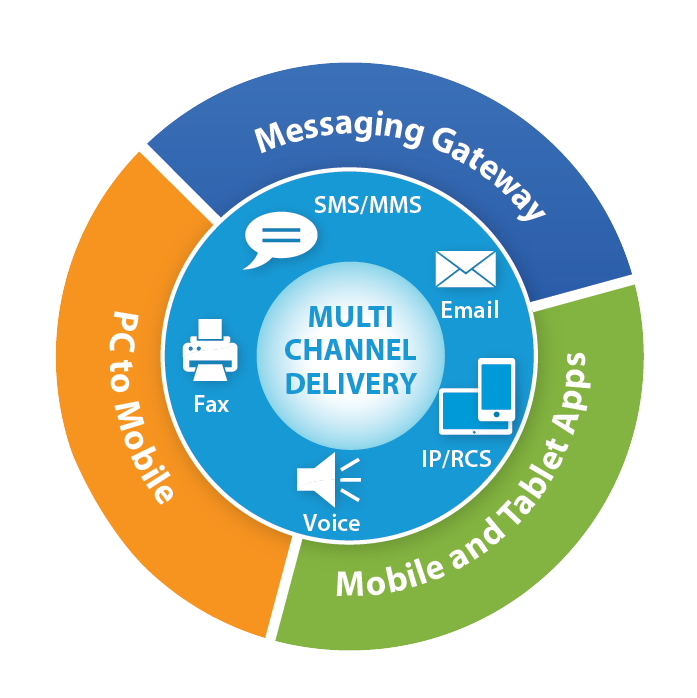 Messaging Gateway
SMS/MMS
Email
MULTI
CHANNEL
DELIVERY
PC to Mobile
Fax
IP/RCS
Voice
Mobile and Tablet Apps